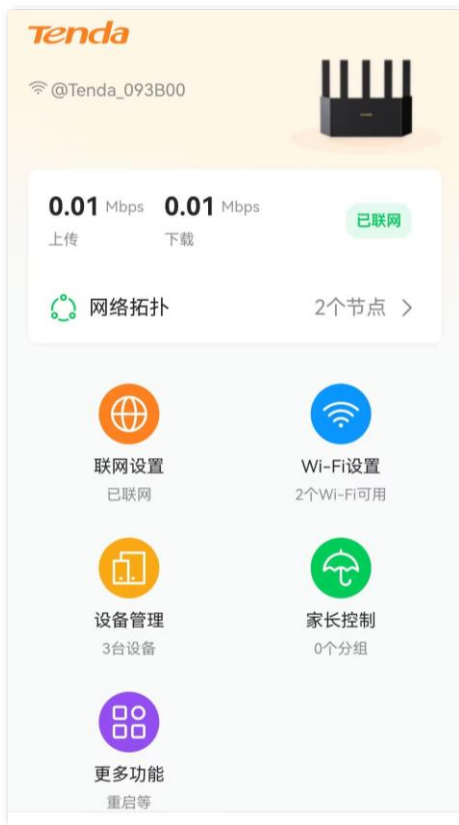 Tenda
@Tenda_093B00
0.01 Mbps 0.01 Mbps
上传 下载
已联网
网络拓扑 2个节点
联网设置 Wi-Fi设置
已联网 2个Wi-Fi可用
设备管理 家长控制
3台设备 0个分组
更多功能
重启等